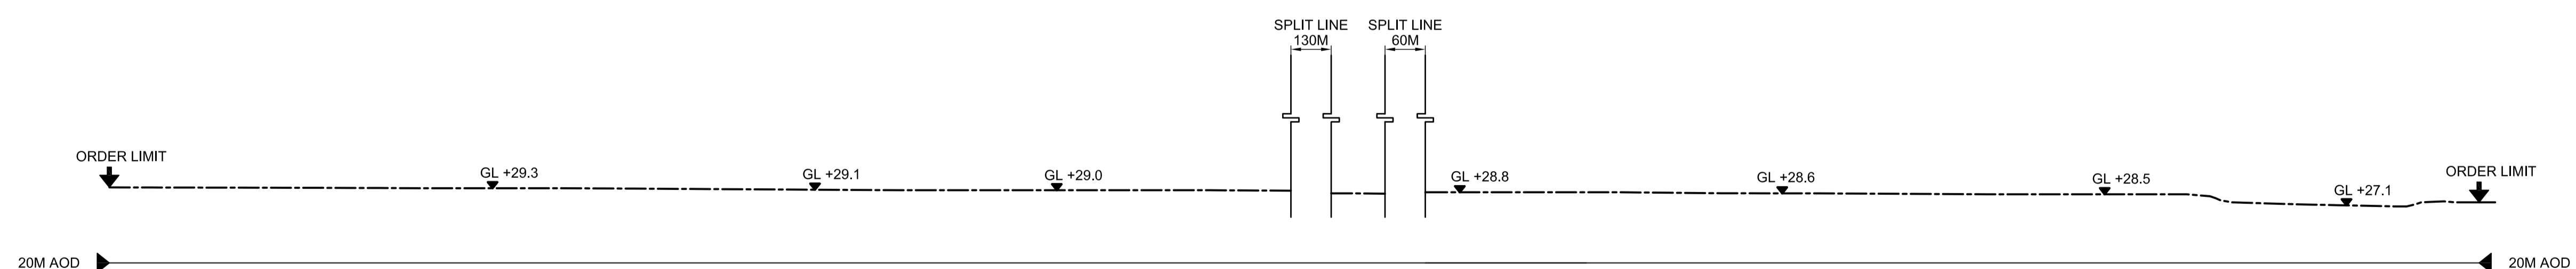 SPLIT LINE SPLIT LINE
130M 60M
ORDER LIMIT
GL +29.3
GL +29.1
GL +29.0
GL +28.8
GL +28.6
GL +28.5
GL +27.1
ORDER LIMIT
20M AOD
20M AOD